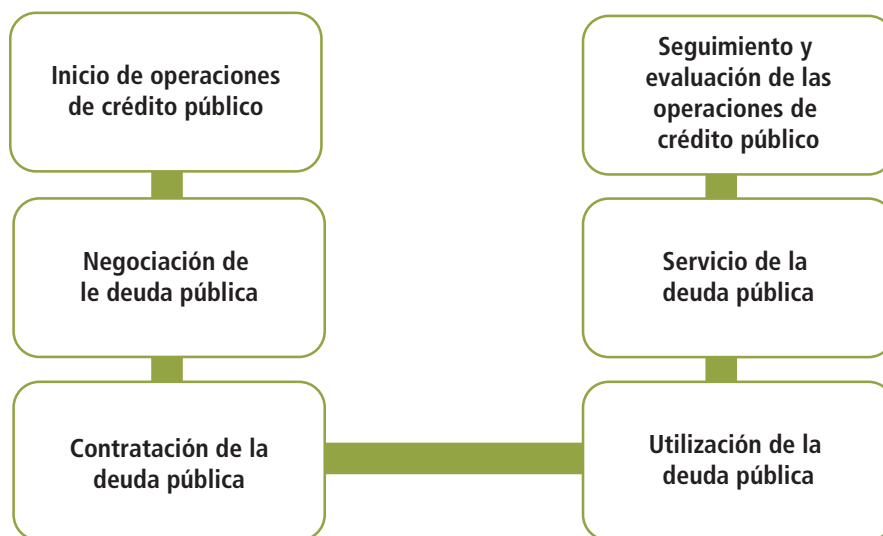 Inicio de operaciones
de crédito público
Negociación de
le deuda pública
Contratación de la
deuda pública
Utilización de la
deuda pública
Servicio de la
deuda pública
Seguimiento y
evaluación de las
operaciones de
crédito público